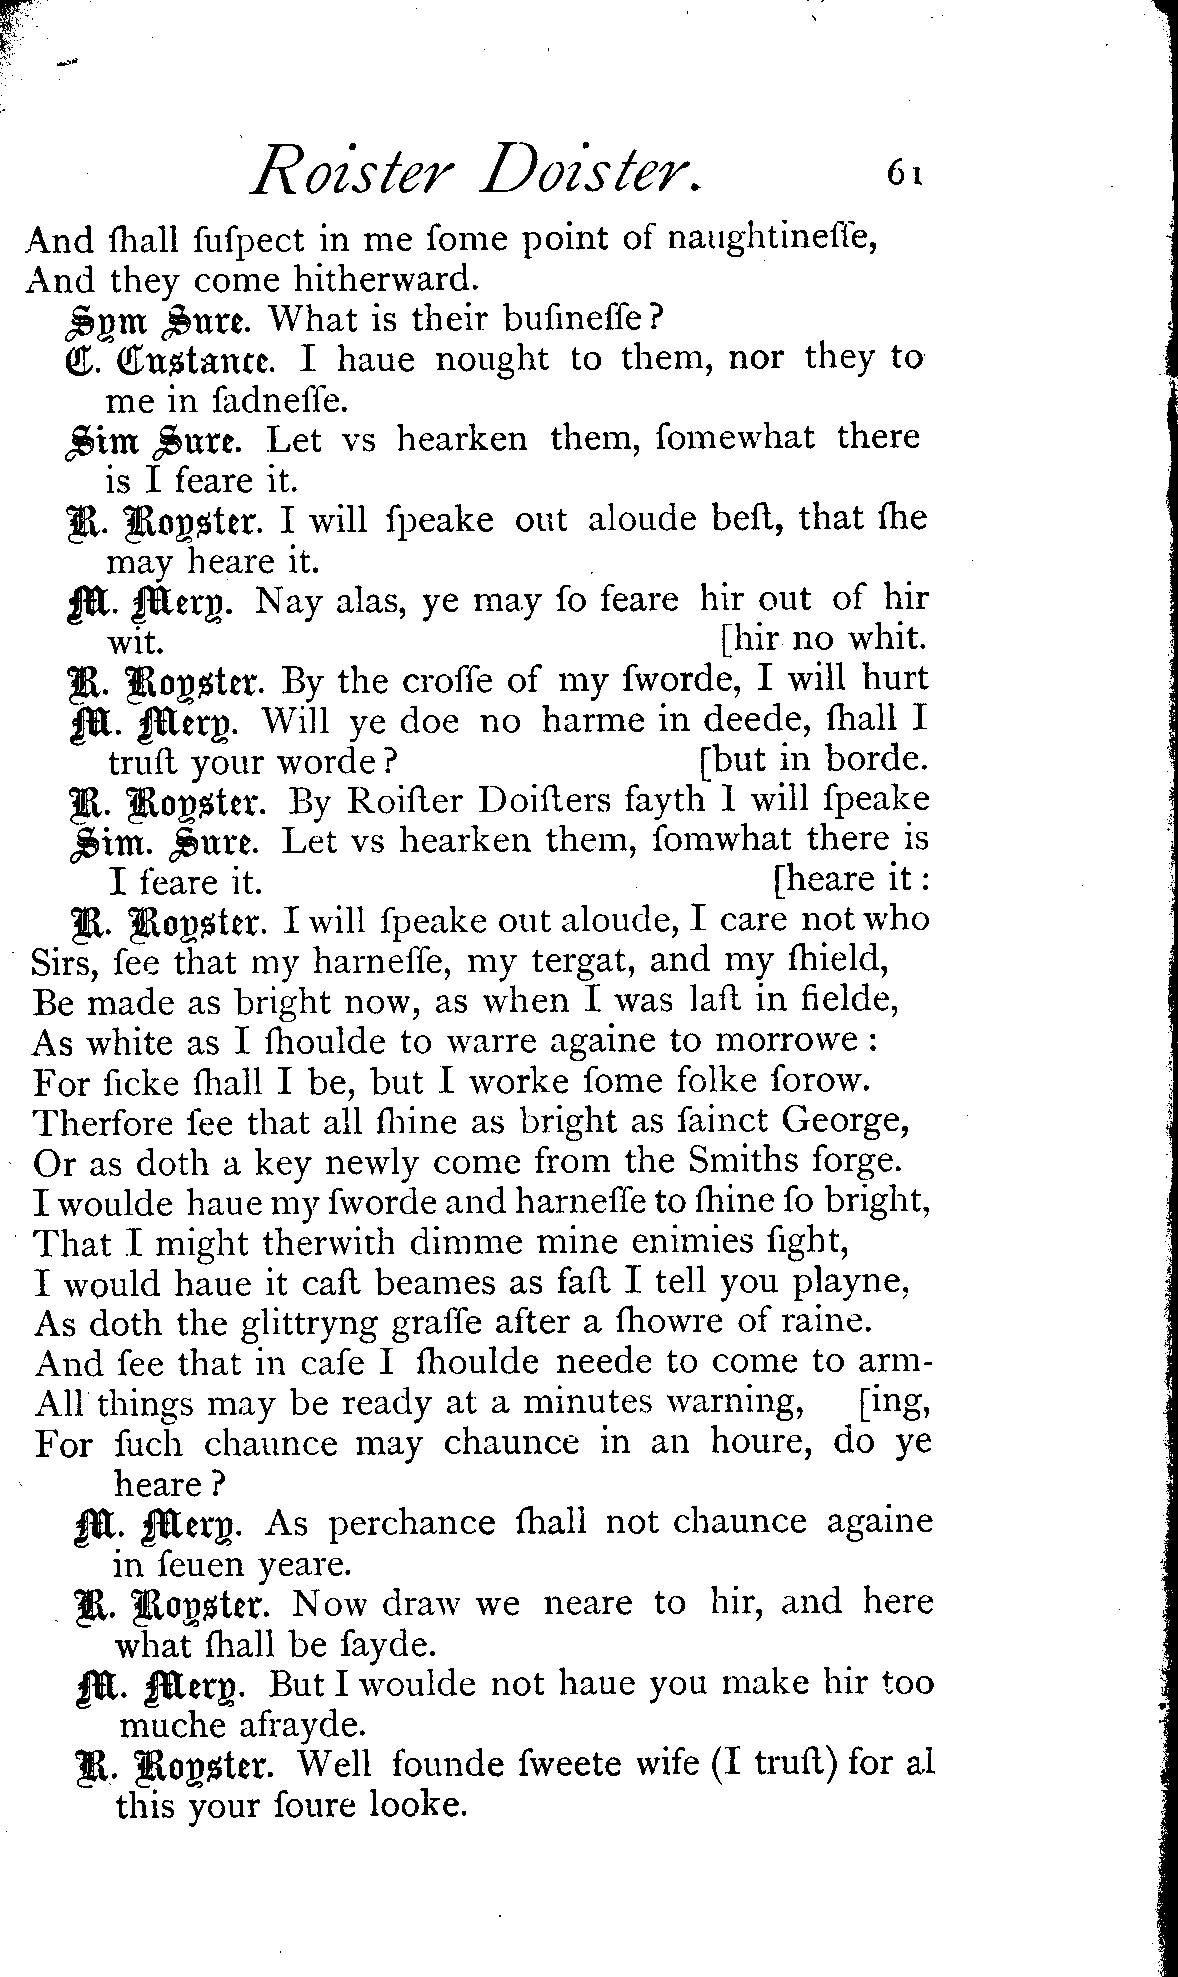 Roister Doister. 61
And ſhall ſuſpect in me ſome point of naughtineſſe,
And they come hitherward.
Sym Sure. What is their buſineſſe?
C. Custance. I haue nought to them, nor they to
me in ſadneſſe.
Sim Sure. Let vs hearken them, ſomewhat there
is I feare it.
R. Royster. I will ſpeake out aloude beſt, that ſhe
may heare it.
M. Mery. Nay alas, ye may ſo feare hir out of hir
wit. [hir no whit.
R. Royster. By the croſſe of my ſworde, I will hurt
M. Mery. Will ye doe no harme in deede, ſhall I
truſt your worde? [but in borde.
R. Royster. By Roiſter Doiſters fayth I will ſpeake
Sim. Sure. Let vs hearken them, ſomwhat there is
I feare it. [heare it:
R. Royster. I will ſpeake out aloude, I care not who
Sirs, ſee that my harneſſe, my tergat, and my ſhield,
Be made as bright now, as when I was laſt in fielde,
As white as I ſhoulde to warre againe to morrowe:
For ſicke ſhall I be, but I worke ſome folke ſorow.
Therfore ſee that all ſhine as bright as ſainct George,
Or as doth a key newly come from the Smiths forge.
I woulde haue my ſworde and harneſſe to ſhine ſo bright,
That I might therwith dimme mine enimies ſight,
I would haue it caſt beames as faſt I tell you playne,
As doth the glittryng graſſe after a ſhowre of raine.
And ſee that in caſe I ſhoulde neede to come to arm-
All things may be ready at a minutes warning, [ing,
For ſuch chaunce may chaunce in an houre, do ye
heare?
M. Mery. As perchance ſhall not chaunce againe
in ſeuen yeare.
R. Royster. Now draw we neare to hir, and here
what ſhall be ſayde.
M. Mery. But I woulde not haue you make hir too
muche afrayde.
R. Royster. Well founde ſweete wife (I truſt) for al
this your ſoure looke.